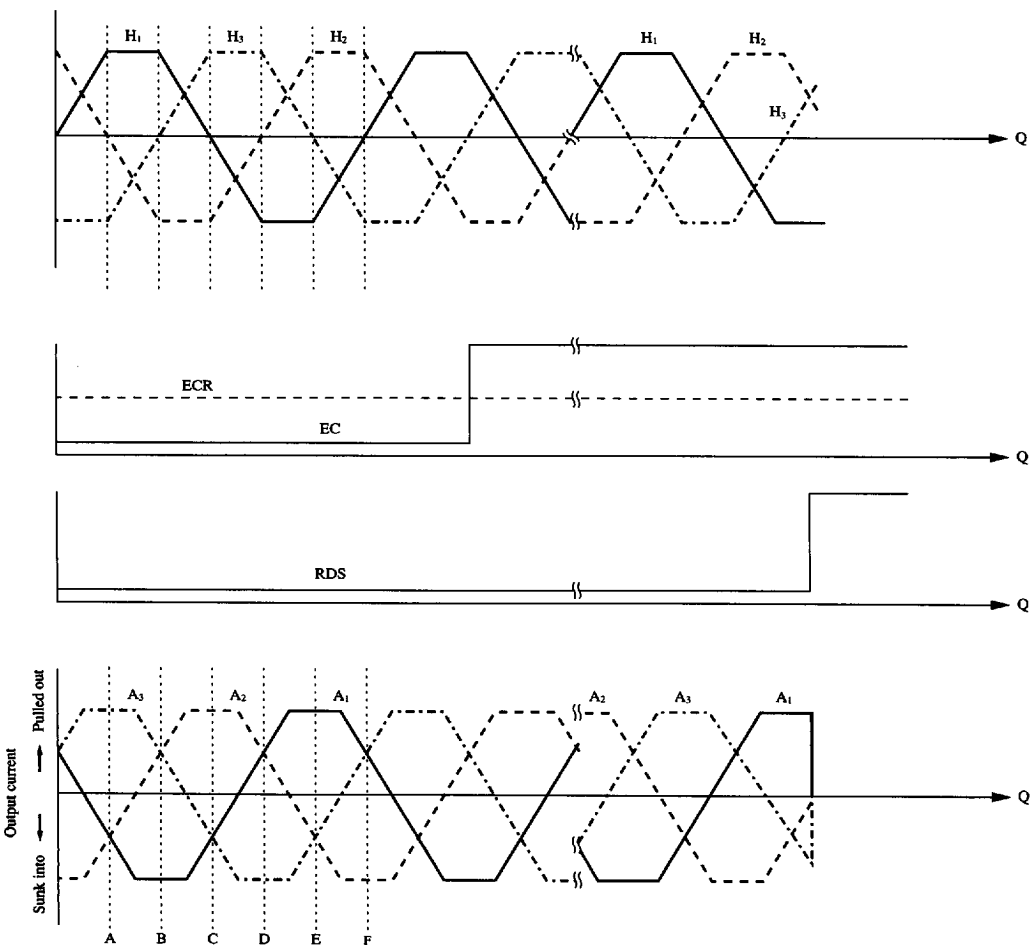 H₁ H₃ H₂ H₁ H₂
H₃
Q
ECR
EC
Q
RDS
Q
Output current
Sunk into Pulled out
A₃ A₂ A₁ A₂ A₃ A₁
Q
A B C D E F